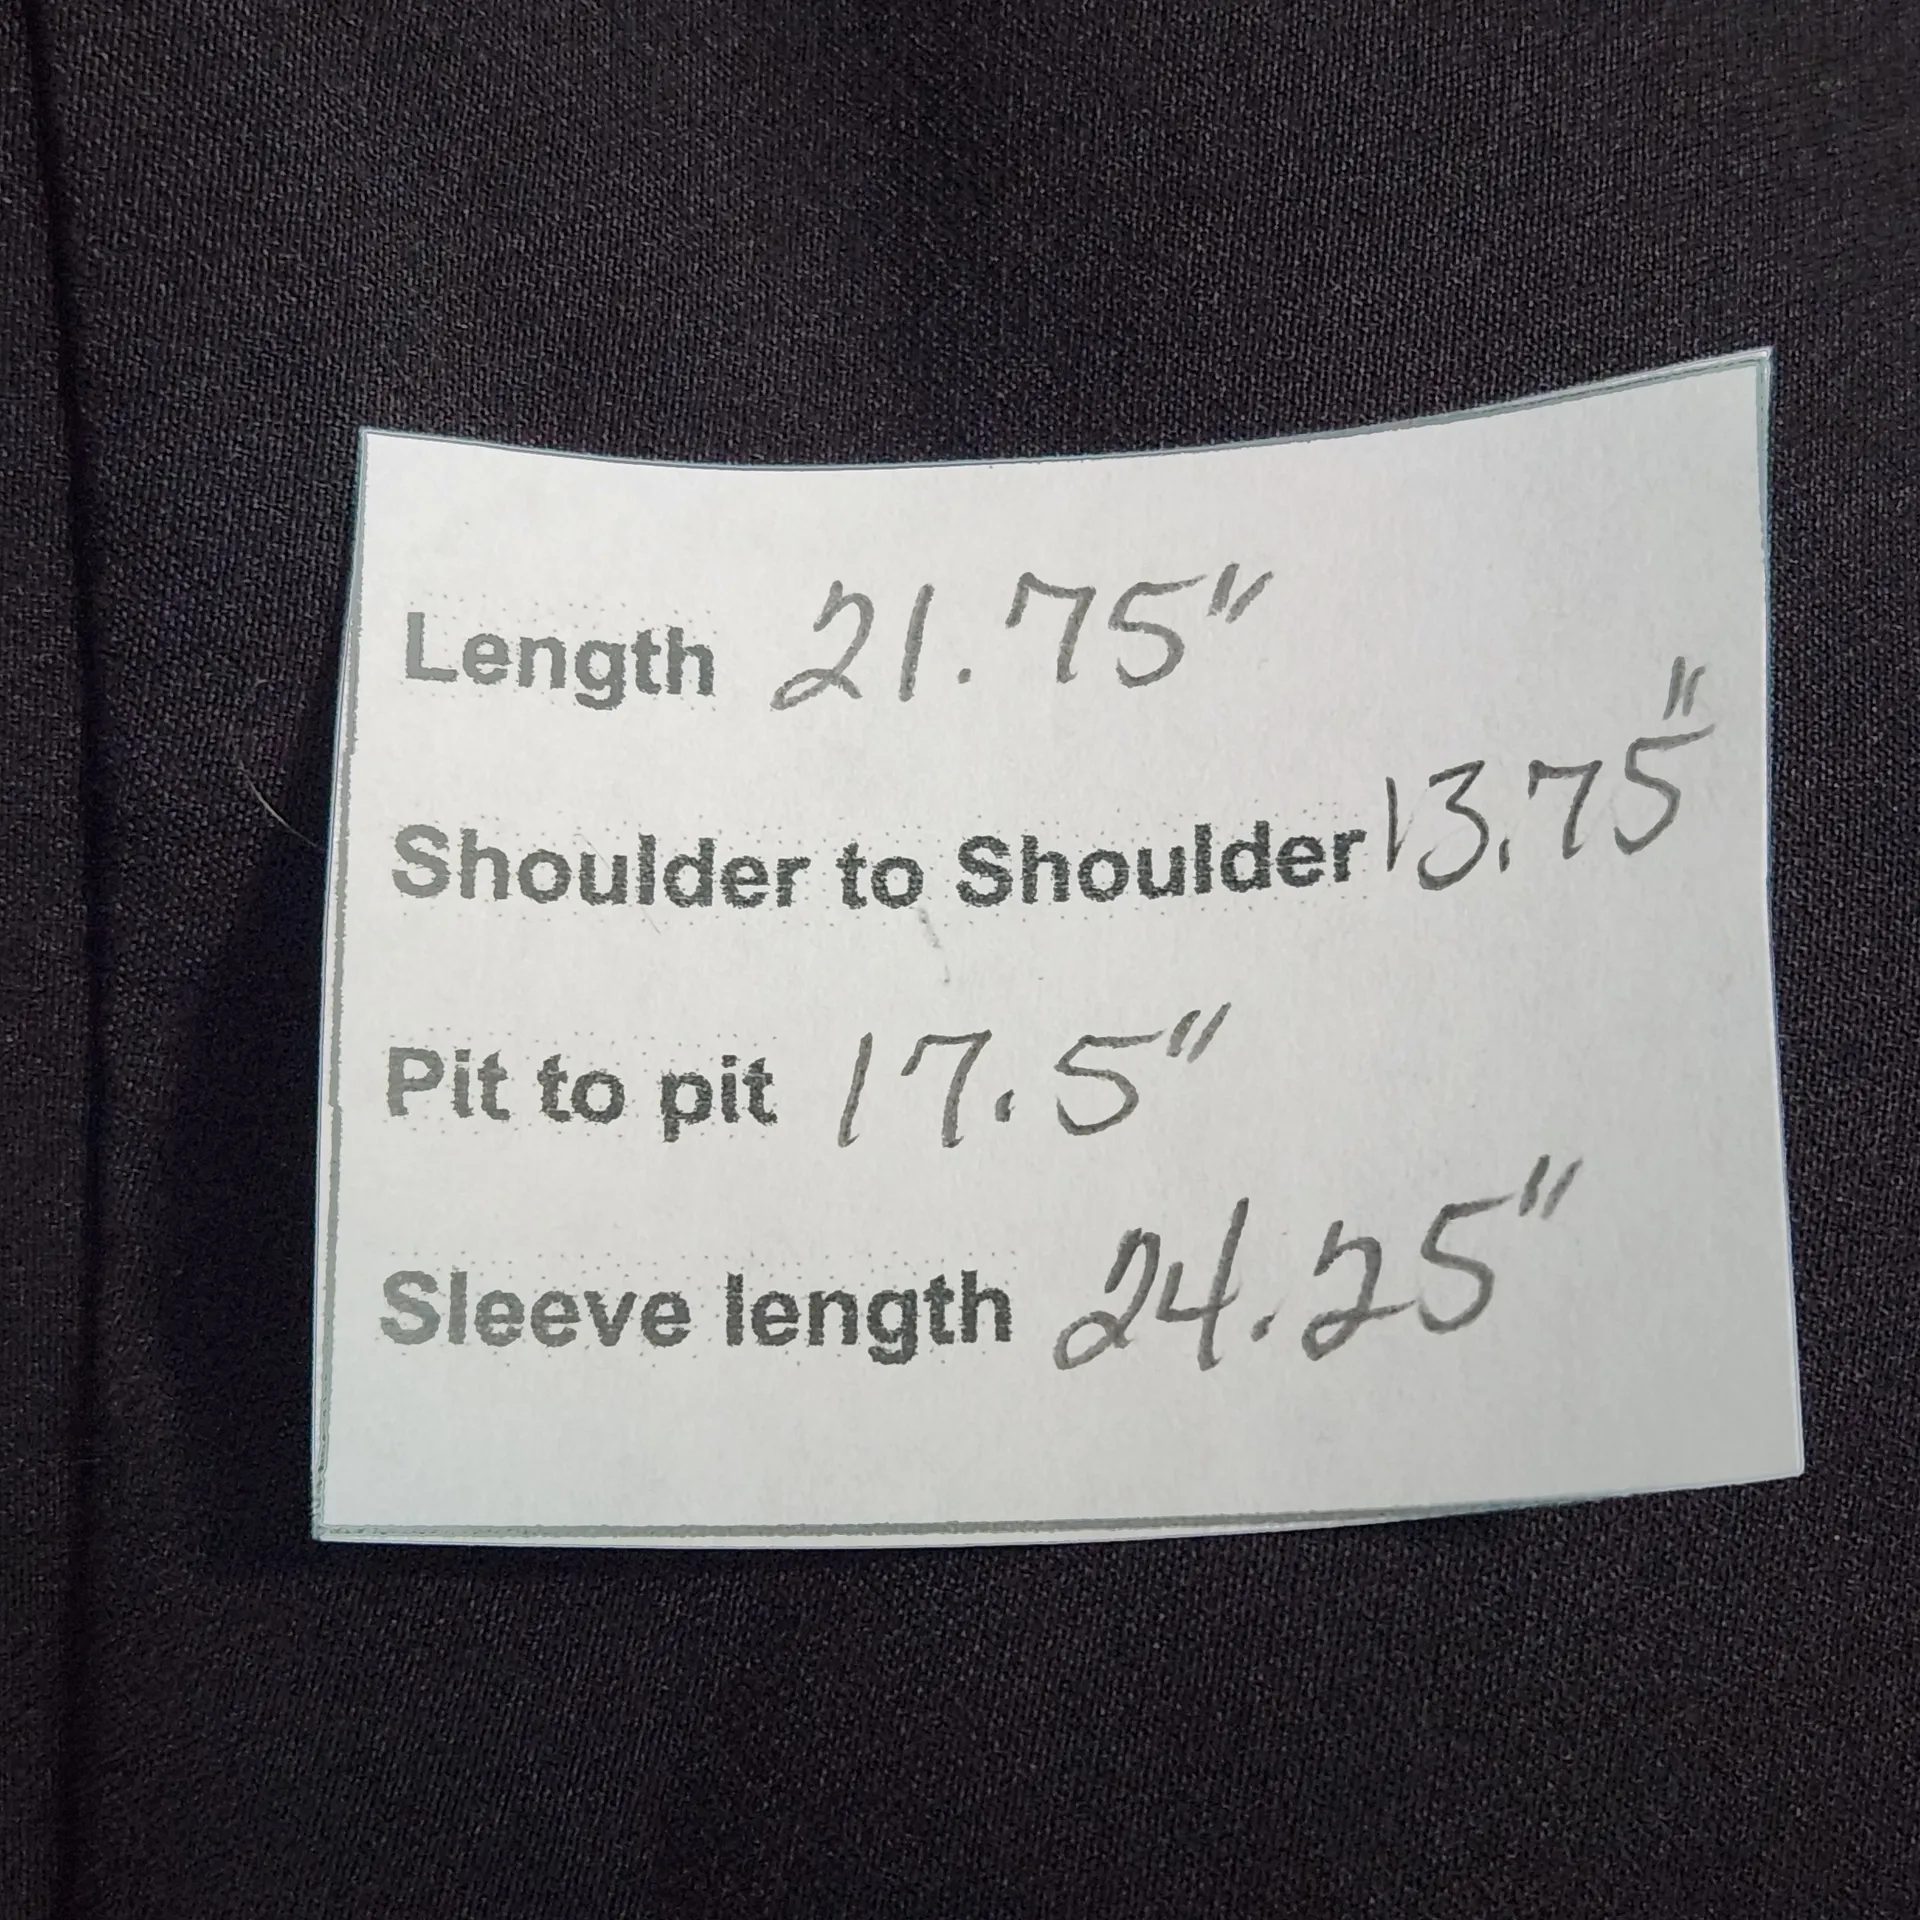 Length 21.75"
Shoulder to Shoulder 13.75"
Pit to pit 17.5"
Sleeve length 24.25"